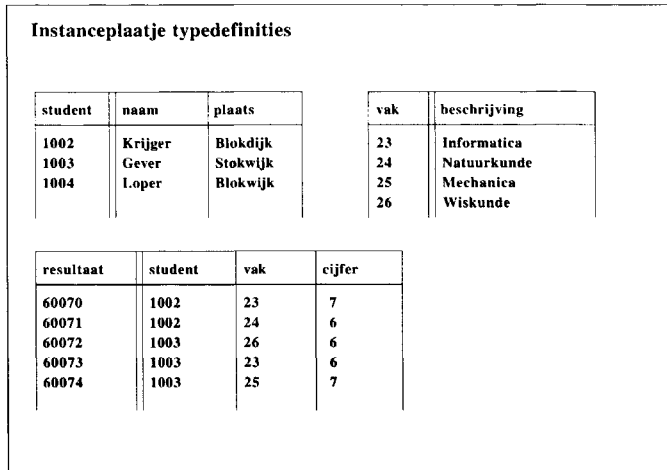 Instanceplaatje typedefinities
student naam plaats
1002 Krijger Blokdijk
1003 Gever Stokwijk
1004 Loper Blokwijk
vak beschrijving
23 Informatica
24 Natuurkunde
25 Mechanica
26 Wiskunde
resultaat student vak cijfer
60070 1002 23 7
60071 1002 24 6
60072 1003 26 6
60073 1003 23 6
60074 1003 25 7